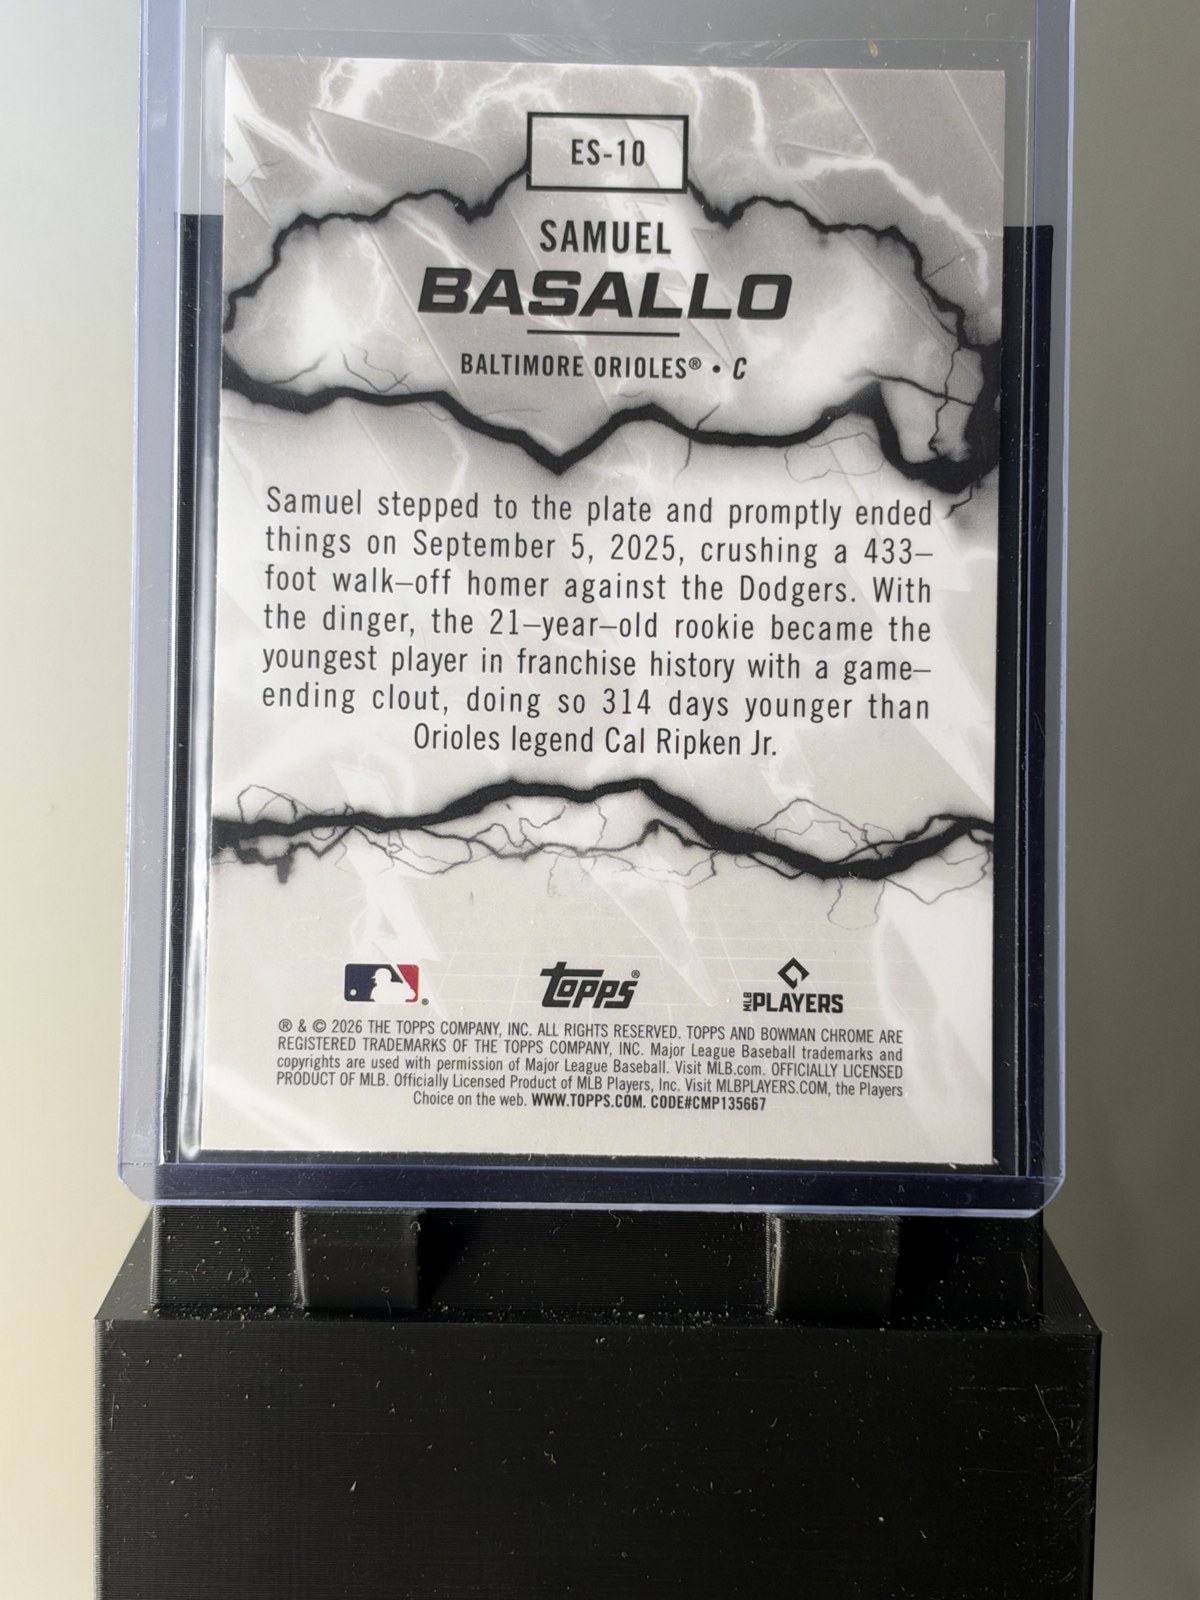 ES-10
SAMUEL
BASALLO
BALTIMORE ORIOLES® • C
Samuel stepped to the plate and promptly ended
things on September 5, 2025, crushing a 433–
foot walk–off homer against the Dodgers. With
the dinger, the 21–year–old rookie became the
youngest player in franchise history with a game–
ending clout, doing so 314 days younger than
Orioles legend Cal Ripken Jr.
®
topps®
MLB PLAYERS
® & © 2026 THE TOPPS COMPANY, INC. ALL RIGHTS RESERVED. TOPPS AND BOWMAN CHROME ARE
REGISTERED TRADEMARKS OF THE TOPPS COMPANY, INC. Major League Baseball trademarks and
copyrights are used with permission of Major League Baseball. Visit MLB.com. OFFICIALLY LICENSED
PRODUCT OF MLB. Officially Licensed Product of MLB Players, Inc. Visit MLBPLAYERS.COM, the Players
Choice on the web. WWW.TOPPS.COM. CODE#CMP135667